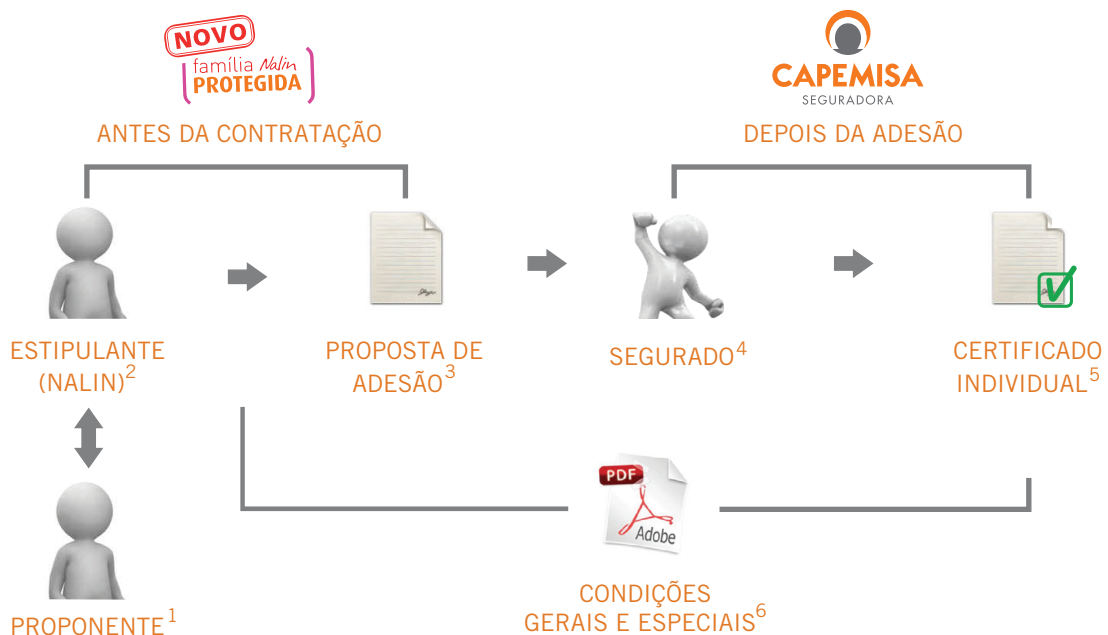 NOVO
família Nalin
PROTEGIDA
CAPEMISA
SEGURADORA
ANTES DA CONTRATAÇÃO
DEPOIS DA ADESÃO
ESTIPULANTE
(NALIN)2
PROPOSTA DE
ADESÃO3
SEGURADO4
CERTIFICADO
INDIVIDUAL5
PDF
Adobe
PROPONENTE1
CONDIÇÕES
GERAIS E ESPECIAIS6